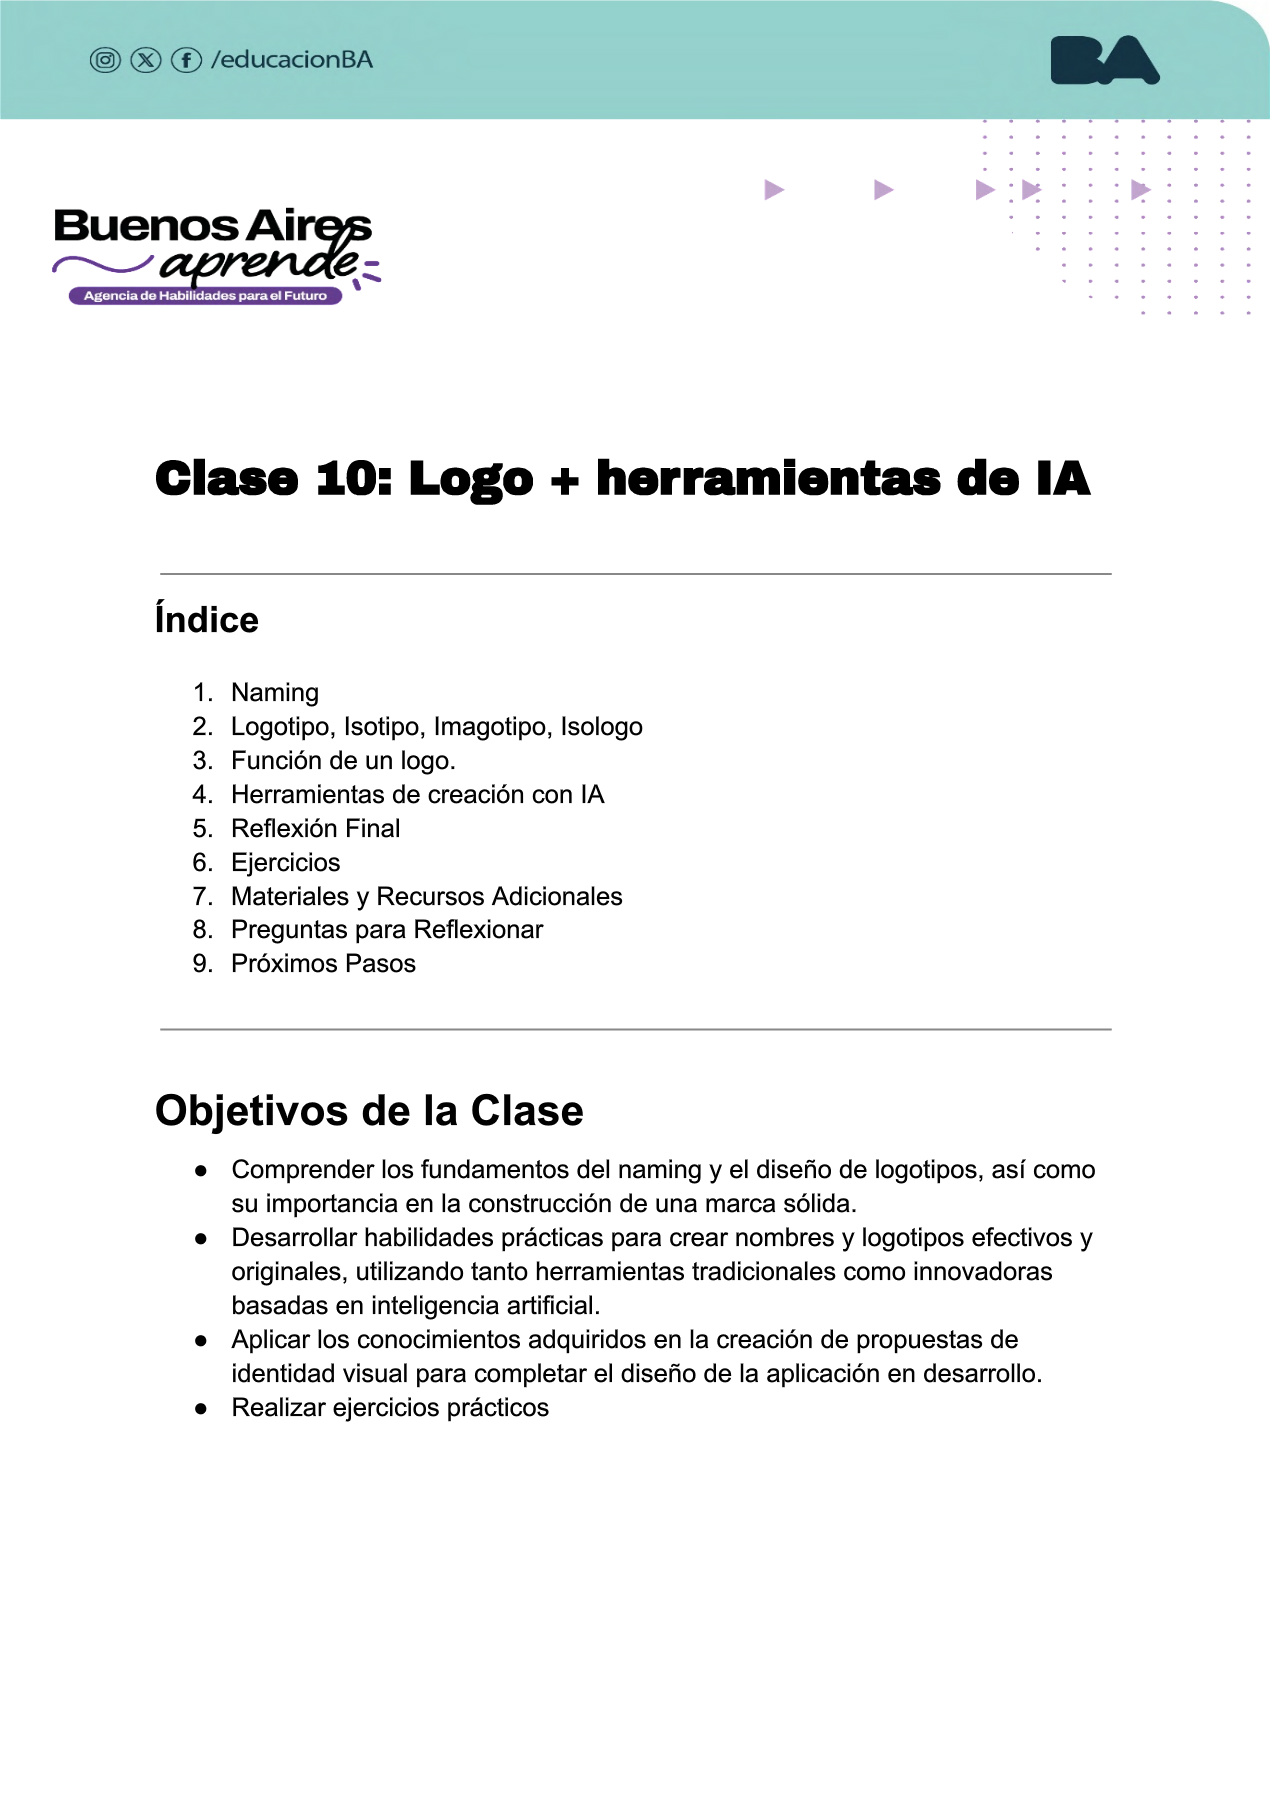 /educacionBA
BA
Buenos Aires
aprende
Agencia de Habilidades para el Futuro
Clase 10: Logo + herramientas de IA
Índice
1. Naming
2. Logotipo, Isotipo, Imagotipo, Isologo
3. Función de un logo.
4. Herramientas de creación con IA
5. Reflexión Final
6. Ejercicios
7. Materiales y Recursos Adicionales
8. Preguntas para Reflexionar
9. Próximos Pasos
Objetivos de la Clase
● Comprender los fundamentos del naming y el diseño de logotipos, así como
su importancia en la construcción de una marca sólida.
● Desarrollar habilidades prácticas para crear nombres y logotipos efectivos y
originales, utilizando tanto herramientas tradicionales como innovadoras
basadas en inteligencia artificial.
● Aplicar los conocimientos adquiridos en la creación de propuestas de
identidad visual para completar el diseño de la aplicación en desarrollo.
● Realizar ejercicios prácticos